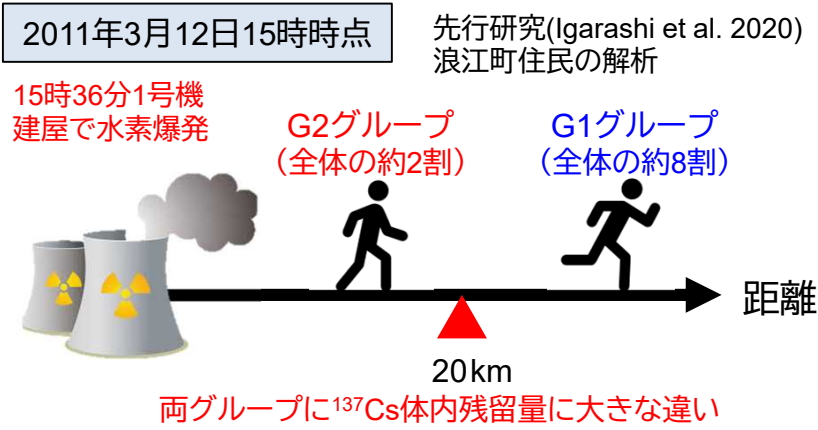 2011年3月12日15時時点
先行研究(Igarashi et al. 2020)
浪江町住民の解析
15時36分1号機
建屋で水素爆発
G2グループ
（全体の約2割）
G1グループ
（全体の約8割）
距離
20km
両グループに¹³⁷Cs体内残留量に大きな違い